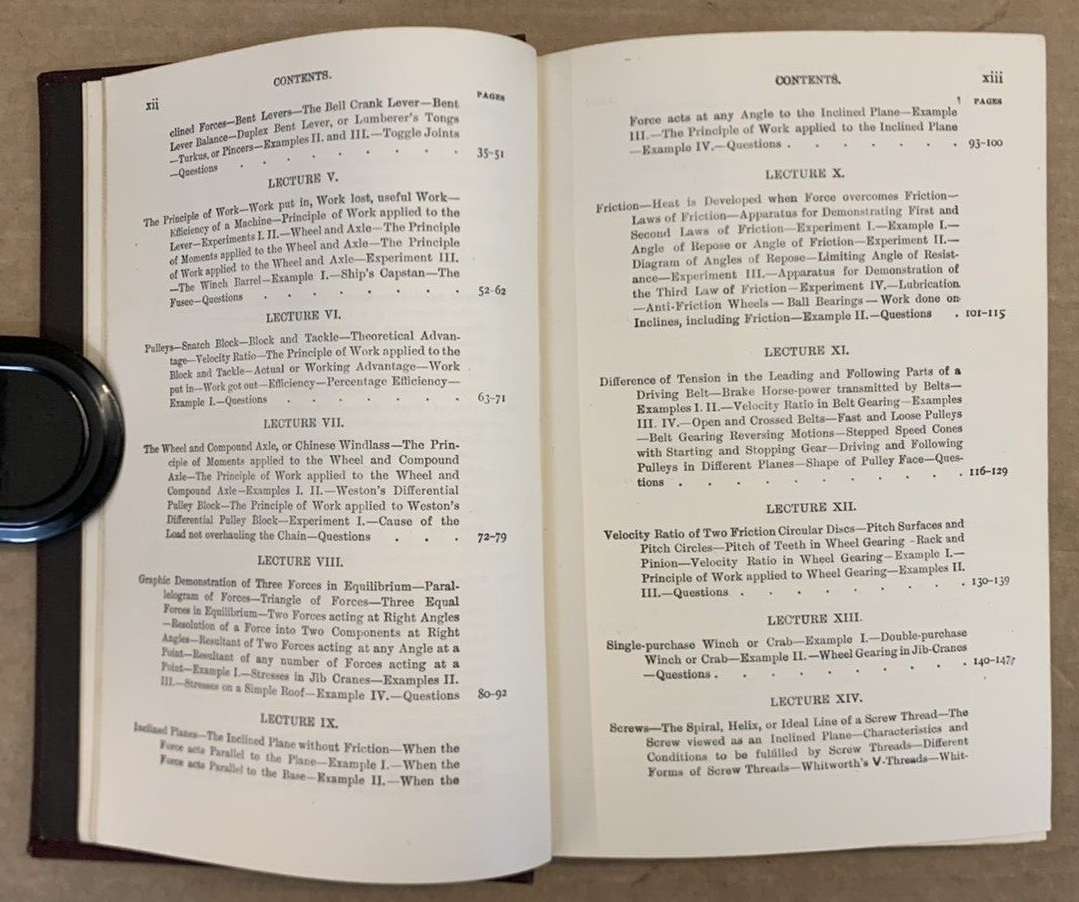 xii
CONTENTS.
PAGES
clined Forces—Bent Levers—The Bell Crank Lever—Bent
Lever Balance—Duplex Bent Lever, or Lumberer's Tongs
—Turkus, or Pincers—Examples II. and III.—Toggle Joints
—Questions . . . . . . . . 35-51
LECTURE V.
The Principle of Work—Work put in, Work lost, useful Work—
Efficiency of a Machine—Principle of Work applied to the
Lever—Experiments I. II.—Wheel and Axle—The Principle
of Moments applied to the Wheel and Axle—The Principle
of Work applied to the Wheel and Axle—Experiment III.
—The Winch Barrel—Example I.—Ship's Capstan—The
Fusee—Questions . . . . . . . . 52-62
LECTURE VI.
Pulleys—Snatch Block—Block and Tackle—Theoretical Advan-
tage—Velocity Ratio—The Principle of Work applied to the
Block and Tackle—Actual or Working Advantage—Work
put in—Work got out—Efficiency—Percentage Efficiency—
Example I.—Questions . . . . . . . 63-71
LECTURE VII.
The Wheel and Compound Axle, or Chinese Windlass—The Prin-
ciple of Moments applied to the Wheel and Compound
Axle—The Principle of Work applied to the Wheel and
Compound Axle—Examples I. II.—Weston's Differential
Pulley Block—The Principle of Work applied to Weston's
Differential Pulley Block—Experiment I.—Cause of the
Load not overhauling the Chain—Questions . . . 72-79
LECTURE VIII.
Graphic Demonstration of Three Forces in Equilibrium—Paral-
lelogram of Forces—Triangle of Forces—Three Equal
Forces in Equilibrium—Two Forces acting at Right Angles
—Resolution of a Force into Two Components at Right
Angles—Resultant of Two Forces acting at any Angle at a
Point—Resultant of any number of Forces acting at a
Point—Example I.—Stresses in Jib Cranes—Examples II.
III.—Stresses on a Simple Roof—Example IV.—Questions 80-92
LECTURE IX.
Inclined Planes—The Inclined Plane without Friction—When the
Force acts Parallel to the Plane—Example I.—When the
Force acts Parallel to the Base—Example II.—When the
CONTENTS.
xiii
PAGES
Force acts at any Angle to the Inclined Plane—Example
III.—The Principle of Work applied to the Inclined Plane
—Example IV.—Questions . . . . . . . 93-100
LECTURE X.
Friction—Heat is Developed when Force overcomes Friction—
Laws of Friction—Apparatus for Demonstrating First and
Second Laws of Friction—Experiment I.—Example I.—
Angle of Repose or Angle of Friction—Experiment II.—
Diagram of Angles of Repose—Limiting Angle of Resist-
ance—Experiment III.—Apparatus for Demonstration of
the Third Law of Friction—Experiment IV.—Lubrication
—Anti-Friction Wheels—Ball Bearings—Work done on
Inclines, including Friction—Example II.—Questions . 101-115
LECTURE XI.
Difference of Tension in the Leading and Following Parts of a
Driving Belt—Brake Horse-power transmitted by Belts—
Examples I. II.—Velocity Ratio in Belt Gearing—Examples
III. IV.—Open and Crossed Belts—Fast and Loose Pulleys
—Belt Gearing Reversing Motions—Stepped Speed Cones
with Starting and Stopping Gear—Driving and Following
Pulleys in Different Planes—Shape of Pulley Face—Ques-
tions . . . . . . . . . . 116-129
LECTURE XII.
Velocity Ratio of Two Friction Circular Discs—Pitch Surfaces and
Pitch Circles—Pitch of Teeth in Wheel Gearing-Rack and
Pinion—Velocity Ratio in Wheel Gearing—Example I.—
Principle of Work applied to Wheel Gearing—Examples II.
III.—Questions . . . . . . . . . 130-139
LECTURE XIII.
Single-purchase Winch or Crab—Example I.—Double-purchase
Winch or Crab—Example II.—Wheel Gearing in Jib-Cranes
—Questions . . . . . . . . . 140-147
LECTURE XIV.
Screws—The Spiral, Helix, or Ideal Line of a Screw Thread—The
Screw viewed as an Inclined Plane—Characteristics and
Conditions to be fulfilled by Screw Threads—Different
Forms of Screw Threads—Whitworth's V-Threads—Whit-